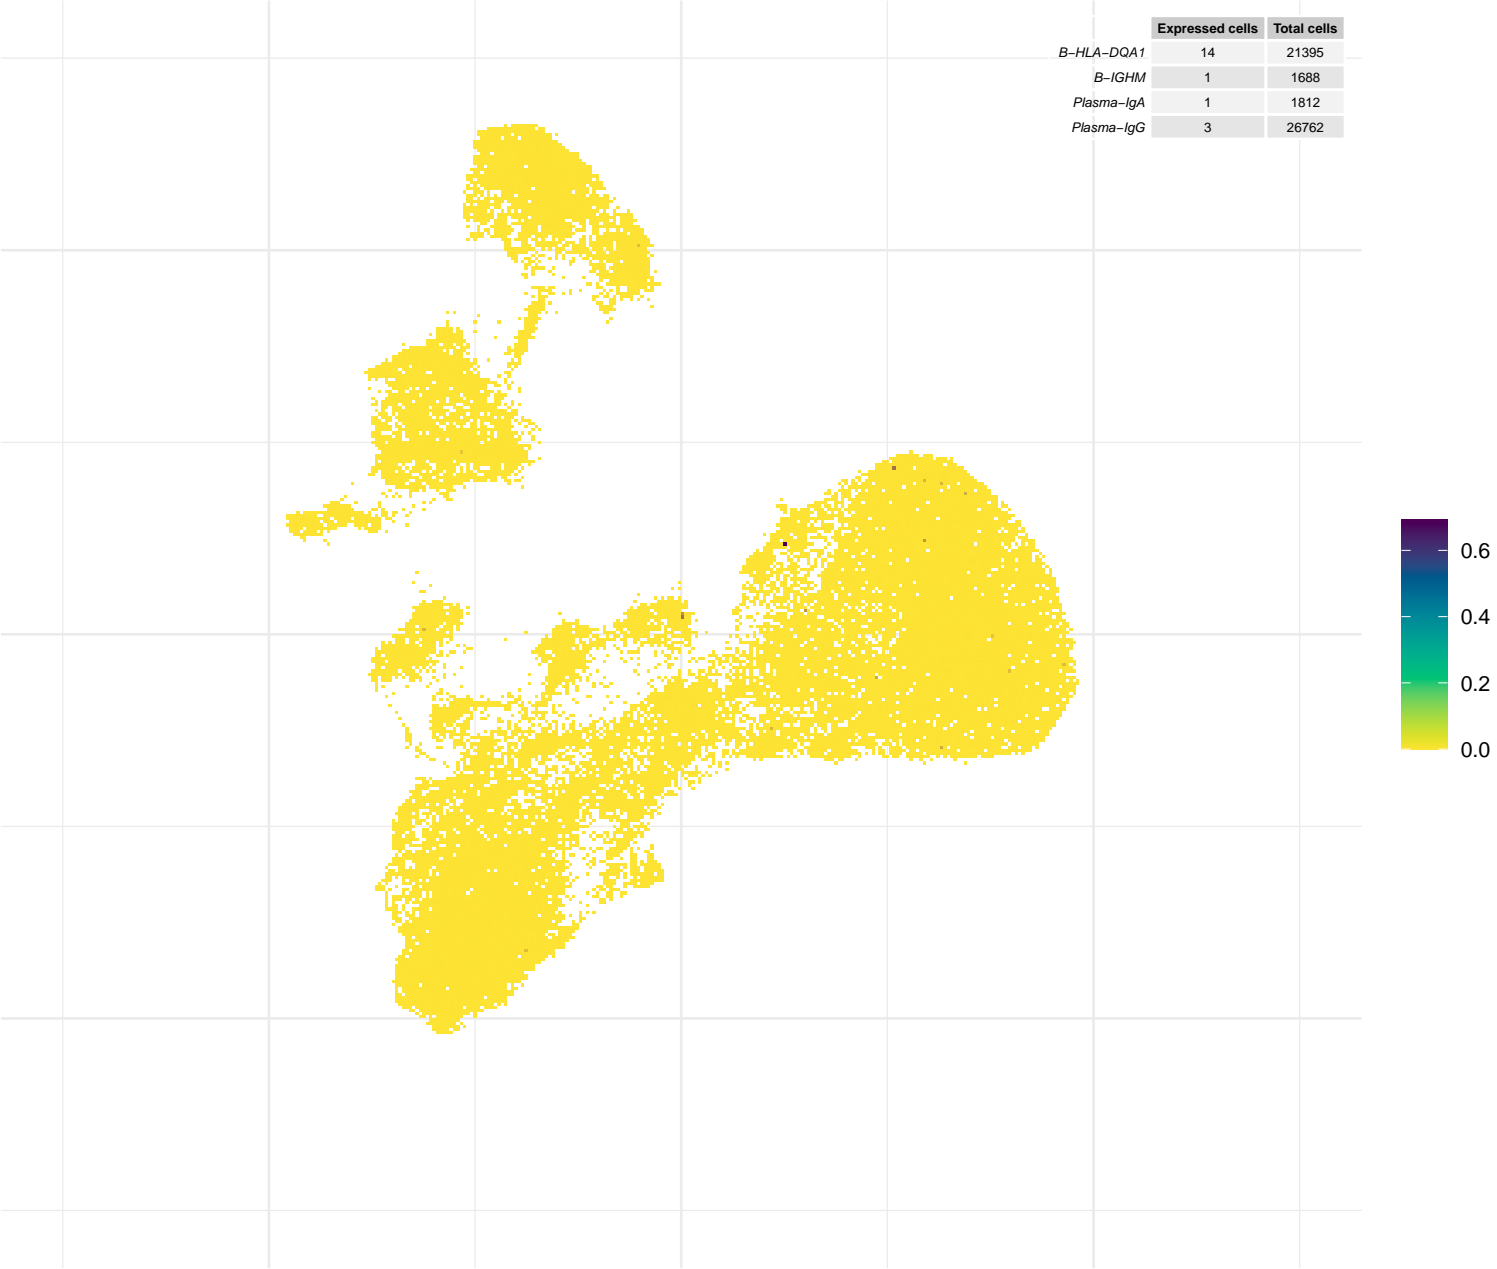 Expressed cells Total cells
B−HLA−DQA1 14 21395
B−IGHM 1 1688
Plasma−IgA 1 1812
Plasma−IgG 3 26762
0.6
0.4
0.2
0.0